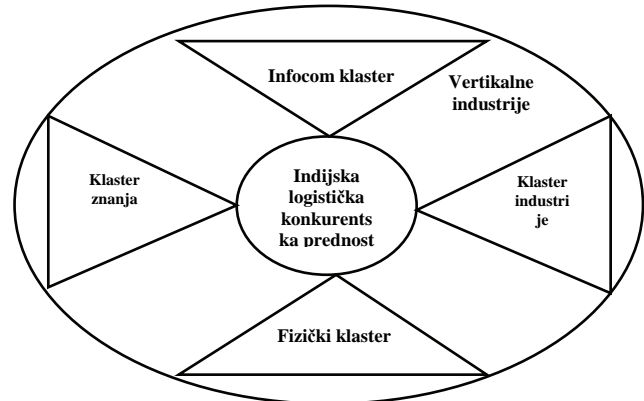 Infocom klaster
Vertikalne
industrije
Klaster
znanja
Indijska
logistička
konkurents
ka prednost
Klaster
industri
je
Fizički klaster